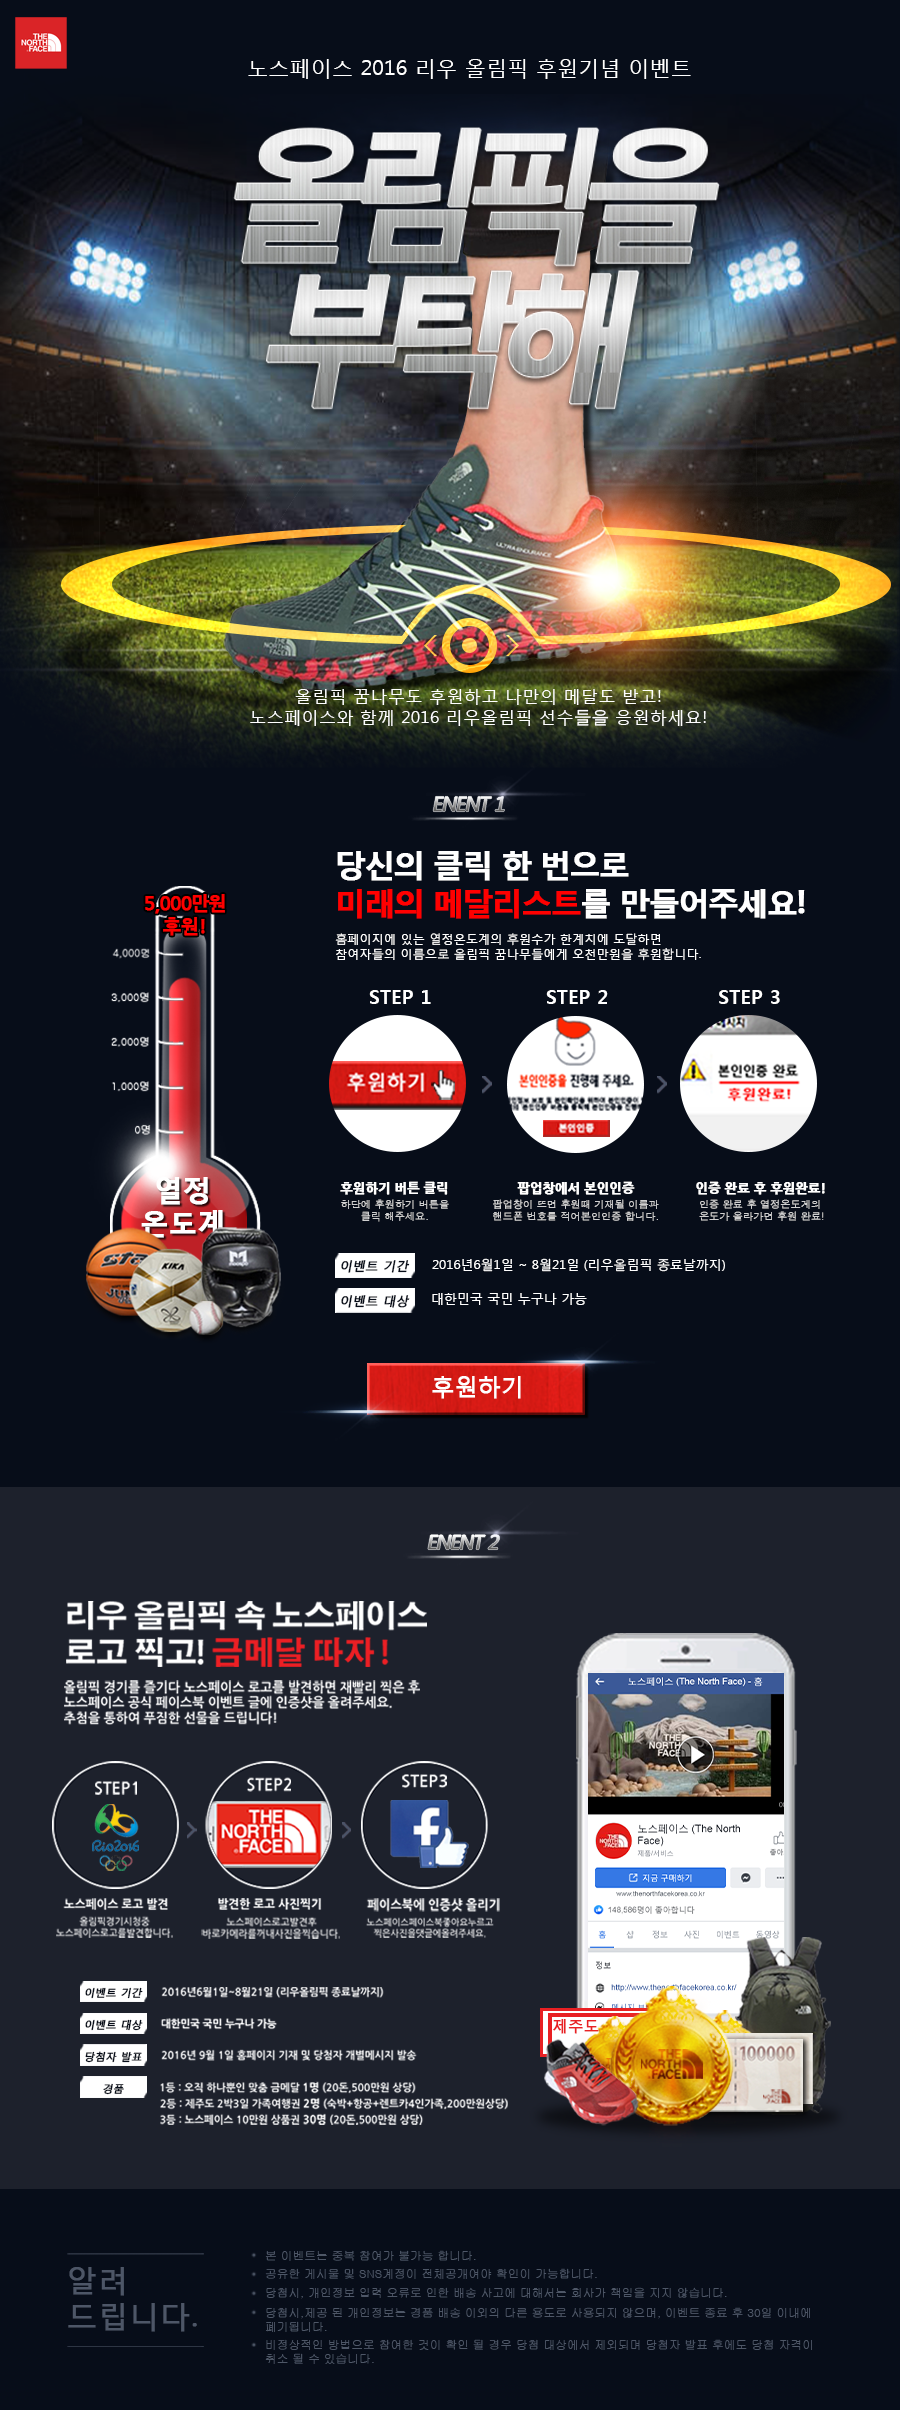 THE
NORTH
FACE
노스페이스 2016 리우 올림픽 후원기념 이벤트
올림픽을
부탁해
ULTRA ENDURANCE
THE
NORTH
FACE
올림픽 꿈나무도 후원하고 나만의 메달도 받고!
노스페이스와 함께 2016 리우올림픽 선수들을 응원하세요!
ENENT 1
당신의 클릭 한 번으로
미래의 메달리스트를 만들어주세요!
홈페이지에 있는 열정온도계의 후원수가 한계치에 도달하면
참여자들의 이름으로 올림픽 꿈나무들에게 오천만원을 후원합니다.
5,000만원
후원!
4,000명
3,000명
2,000명
1,000명
0명
열정
온도계
STAR
KIKA
STEP 1
STEP 2
STEP 3
후원하기
본인인증을 진행해 주세요.
본인인증
본인인증 완료
후원완료!
후원하기 버튼 클릭
하단에 후원하기 버튼을
클릭 해주세요.
팝업창에서 본인인증
팝업창이 뜨면 후원때 기재될 이름과
핸드폰 번호를 적어본인인증 합니다.
인증 완료 후 후원완료!
인증 완료 후 열정온도계의
온도가 올라가면 후원 완료!
이벤트 기간 2016년6월1일 ~ 8월21일 (리우올림픽 종료날까지)
이벤트 대상 대한민국 국민 누구나 가능
후원하기
ENENT 2
리우 올림픽 속 노스페이스
로고 찍고! 금메달 따자 !
올림픽 경기를 즐기다 노스페이스 로고를 발견하면 재빨리 찍은 후
노스페이스 공식 페이스북 이벤트 글에 인증샷을 올려주세요.
추첨을 통하여 푸짐한 선물을 드립니다!
STEP1
STEP2
STEP3
Rio2016
THE
NORTH
FACE
노스페이스 로고 발견
올림픽경기시청중
노스페이스로고를발견합니다.
발견한 로고 사진찍기
노스페이스로고발견후
바로카메라를꺼내사진을찍습니다.
페이스북에 인증샷 올리기
노스페이스페이스북좋아요누르고
찍은사진을댓글에올려주세요.
이벤트 기간 2016년6월1일~8월21일 (리우올림픽 종료날까지)
이벤트 대상 대한민국 국민 누구나 가능
당첨자 발표 2016년 9월 1일 홈페이지 기재 및 당첨자 개별메시지 발송
경품 1등 : 오직 하나뿐인 맞춤 금메달 1명 (20돈,500만원 상당)
2등 : 제주도 2박3일 가족여행권 2명 (숙박+항공+렌트카4인가족,200만원상당)
3등 : 노스페이스 10만원 상품권 30명 (20돈,500만원 상당)
노스페이스 (The North Face) - 홈
THE
NORTH
FACE
노스페이스 (The North
Face)
제품/서비스
좋아
지금 구매하기
www.thenorthfacekorea.co.kr
148,586명이 좋아합니다
홈 샵 정보 사진 이벤트 동영상
정보
http://www.thenorthfacekorea.co.kr/
제주도
THE
NORTH
FACE
100000
알려
드립니다.
• 본 이벤트는 중복 참여가 불가능 합니다.
• 공유한 게시물 및 SNS계정이 전체공개여야 확인이 가능합니다.
• 당첨시, 개인정보 입력 오류로 인한 배송 사고에 대해서는 회사가 책임을 지지 않습니다.
• 당첨시,제공 된 개인정보는 경품 배송 이외의 다른 용도로 사용되지 않으며, 이벤트 종료 후 30일 이내에
폐기됩니다.
• 비정상적인 방법으로 참여한 것이 확인 될 경우 당첨 대상에서 제외되며 당첨자 발표 후에도 당첨 자격이
취소 될 수 있습니다.